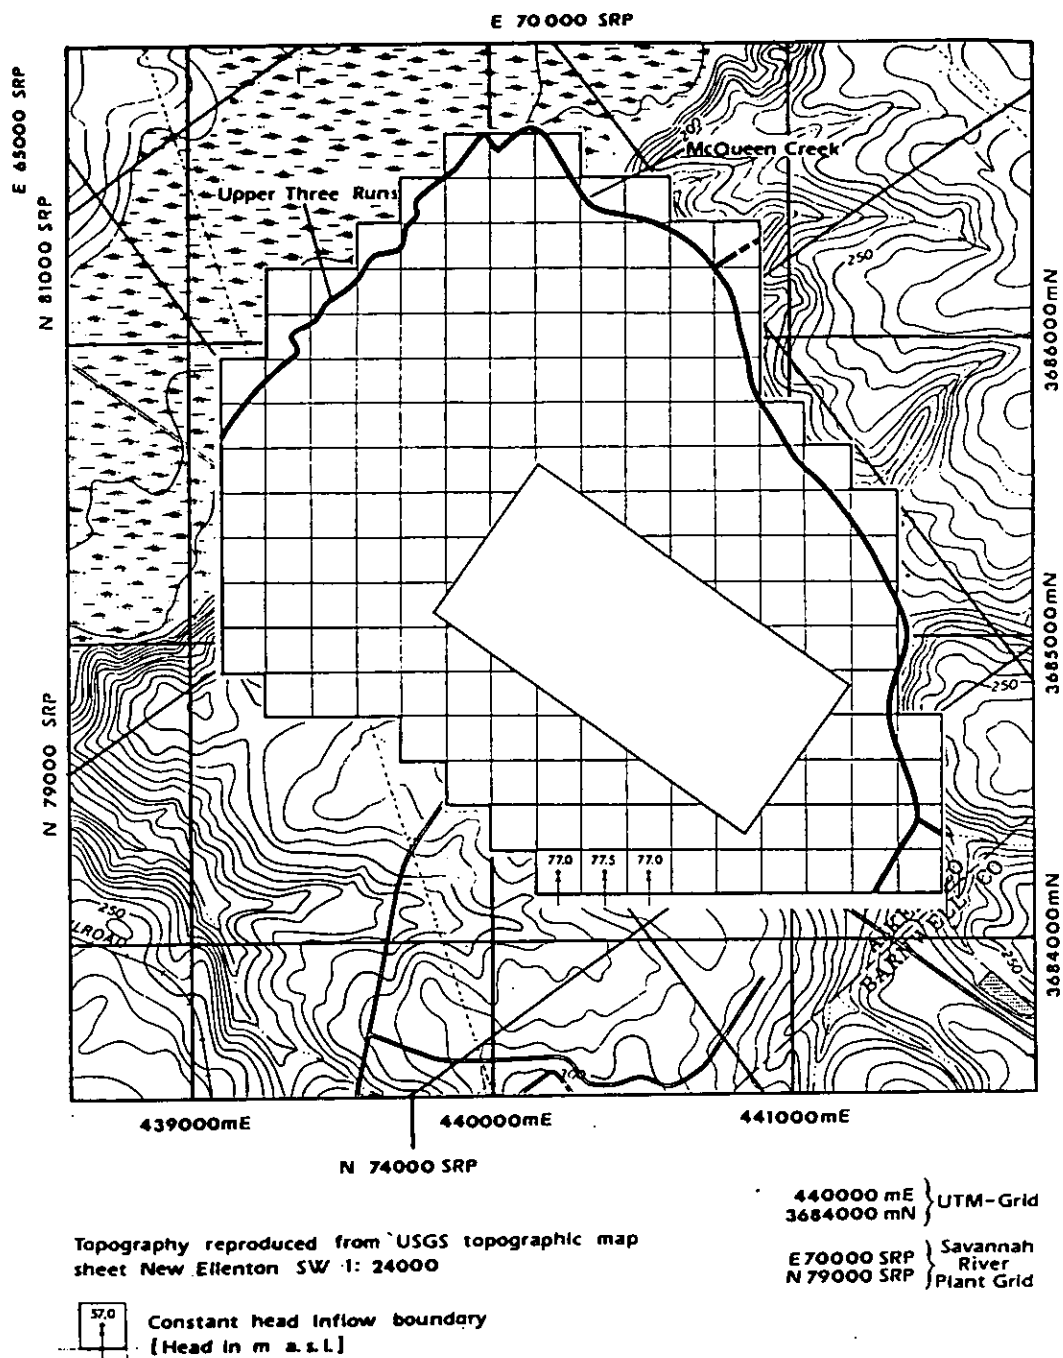 E 70000 SRP
E 65000 SRP
N 81000 SRP
N 79000 SRP
200
McQueen Creek
Upper Three Runs
250
3686000mN
3685000mN
250
77.0 77.5 77.0
250
BARNWELL CO
250
3684000mN
300
439000mE
440000mE
441000mE
N 74000 SRP
440000 mE
3684000 mN
UTM-Grid
Topography reproduced from USGS topographic map
sheet New Ellenton SW 1: 24000
E70000 SRP
N 79000 SRP
Savannah
River
Plant Grid
57.0
Constant head inflow boundary
[Head in m a.s.l.]